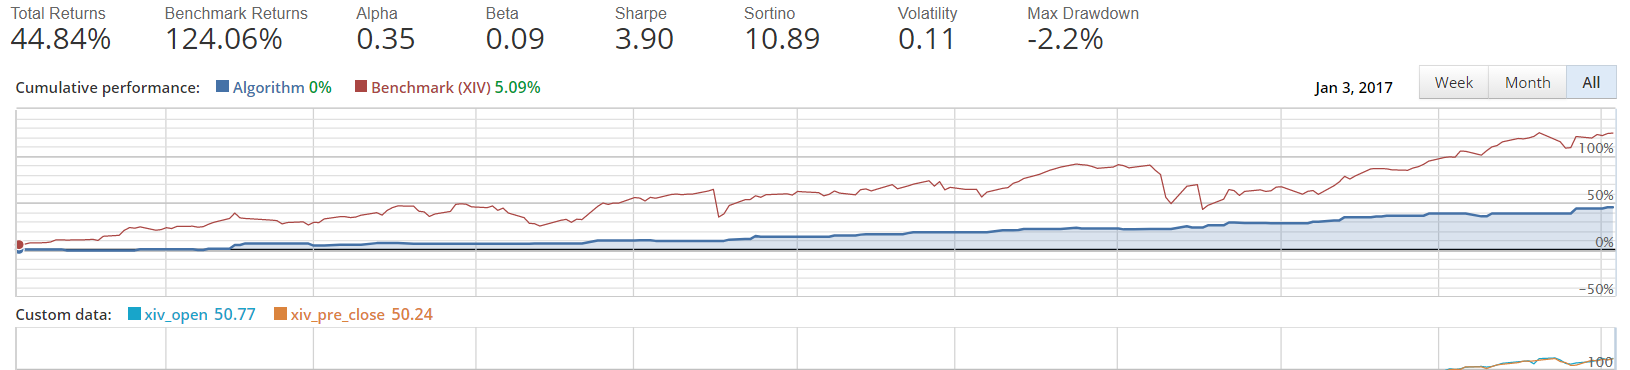 Total Returns Benchmark Returns Alpha Beta Sharpe Sortino Volatility Max Drawdown
44.84% 124.06% 0.35 0.09 3.90 10.89 0.11 -2.2%
Cumulative performance: Algorithm 0% Benchmark (XIV) 5.09% Jan 3, 2017 Week Month All
100%
50%
0%
-50%
Custom data: xiv_open 50.77 xiv_pre_close 50.24
100